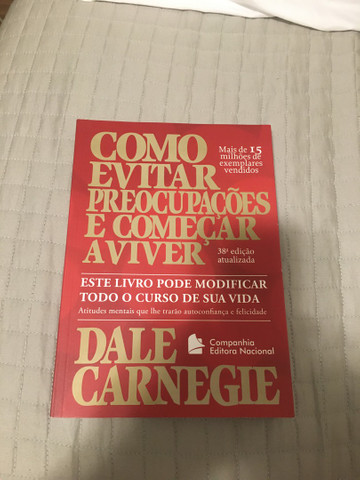 COMO
EVITAR
Mais de 15
milhões de
exemplares
vendidos
PREOCUPAÇÕES
E COMEÇAR
A VIVER
38ª edição
atualizada
ESTE LIVRO PODE MODIFICAR
TODO O CURSO DE SUA VIDA
Atitudes mentais que lhe trarão autoconfiança e felicidade
DALE
CARNEGIE
Companhia
Editora Nacional